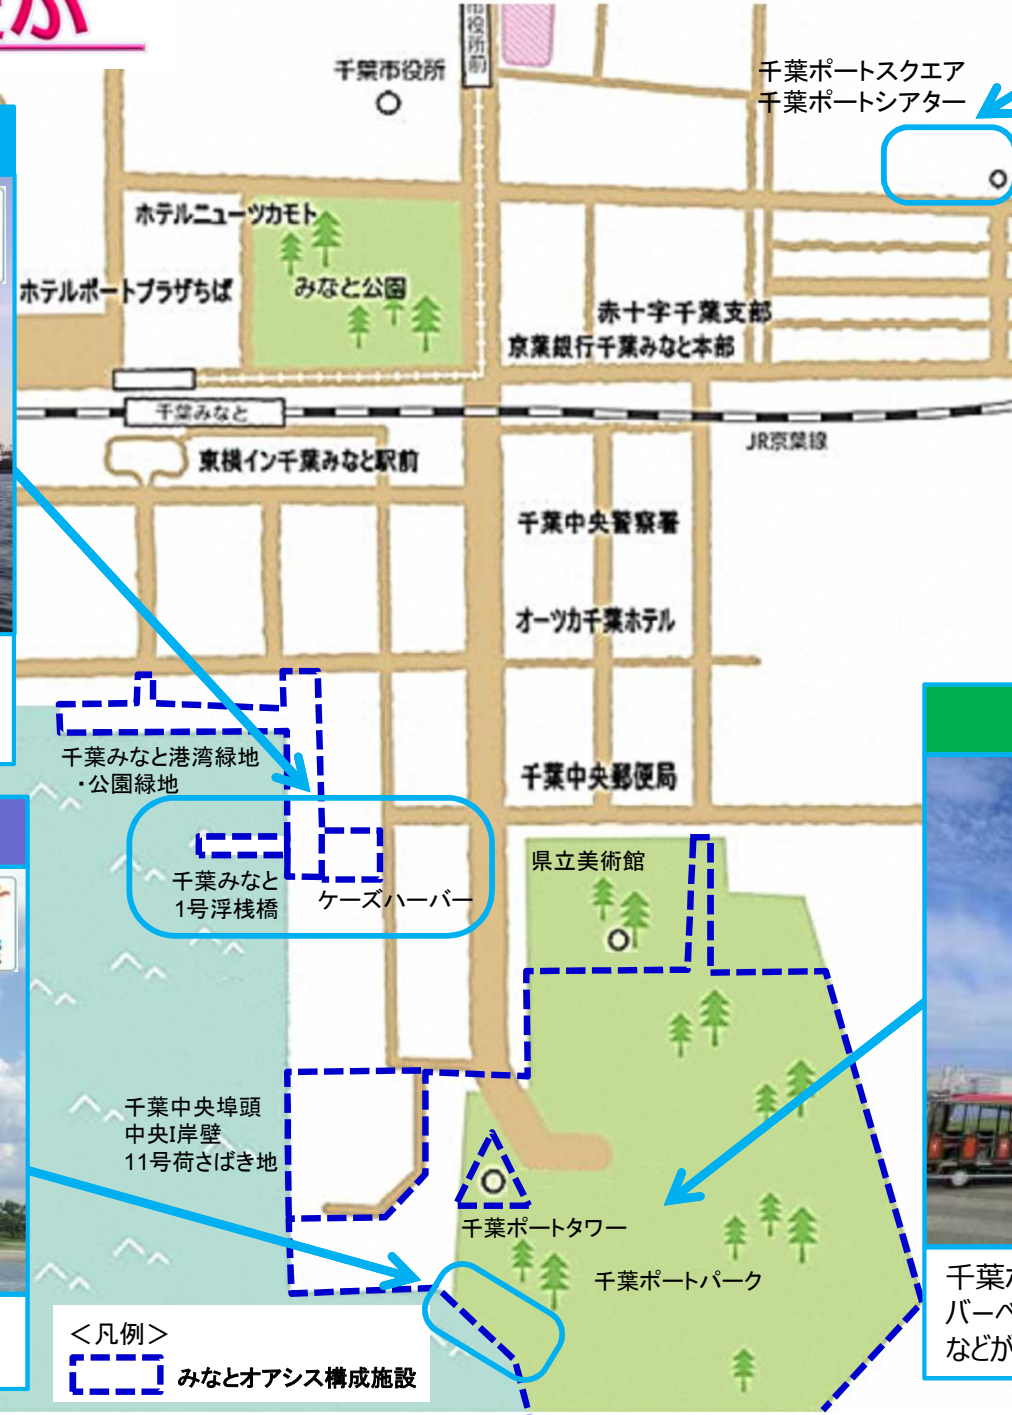 市役所前
千葉市役所
千葉ポートスクエア
千葉ポートシアター
ホテルニューツカモト
ホテルポートプラザちば
みなと公園
赤十字千葉支部
京葉銀行千葉みなと本部
千葉みなと
JR京葉線
東横イン千葉みなと駅前
千葉中央警察署
オーツカ千葉ホテル
千葉みなと港湾緑地
・公園緑地
千葉中央郵便局
県立美術館
千葉みなと
1号浮桟橋
ケーズハーバー
千葉中央埠頭
中央I岸壁
11号荷さばき地
千葉ポートタワー
千葉ポートパーク
千葉
バーベ
などが
＜凡例＞
みなとオアシス構成施設